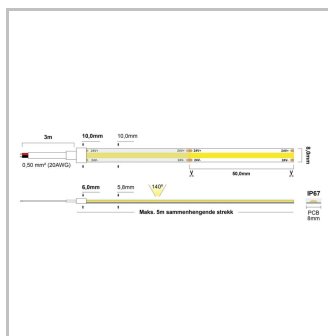 3m
10,0mm
10,0mm
0,50 mm² (20AWG)
24V+
24V+
24V+
24V-
24V-
24V-
8,0mm
50,0mm
6,0mm
5,8mm
140°
IP67
Maks. 5m sammenhengende strekk
PCB
8mm